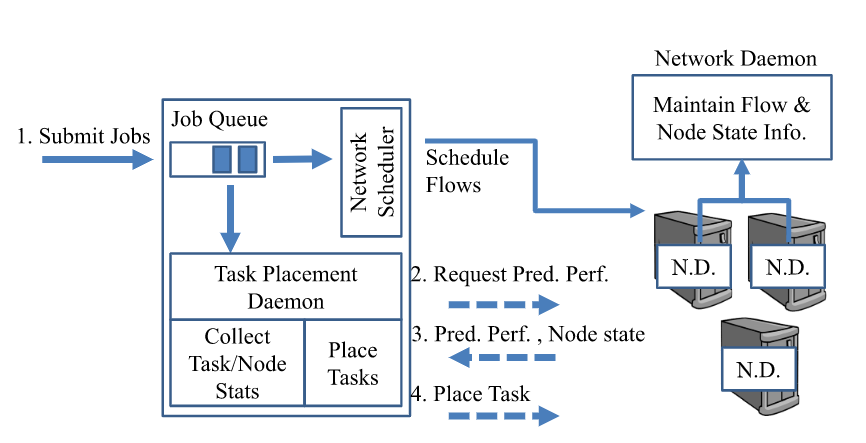 Network Daemon
Maintain Flow &
Node State Info.
1. Submit Jobs
Job Queue
Network
Scheduler
Schedule
Flows
N.D.
N.D.
N.D.
Task Placement
Daemon
Collect
Task/Node
Stats
Place
Tasks
2. Request Pred. Perf.
3. Pred. Perf. , Node state
4. Place Task